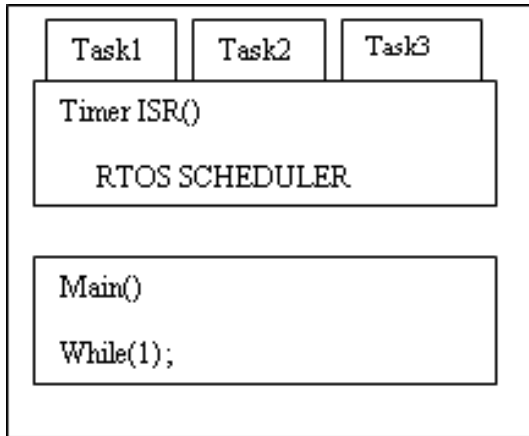 Task1 Task2 Task3
Timer ISR()
RTOS SCHEDULER
Main()
While(1);